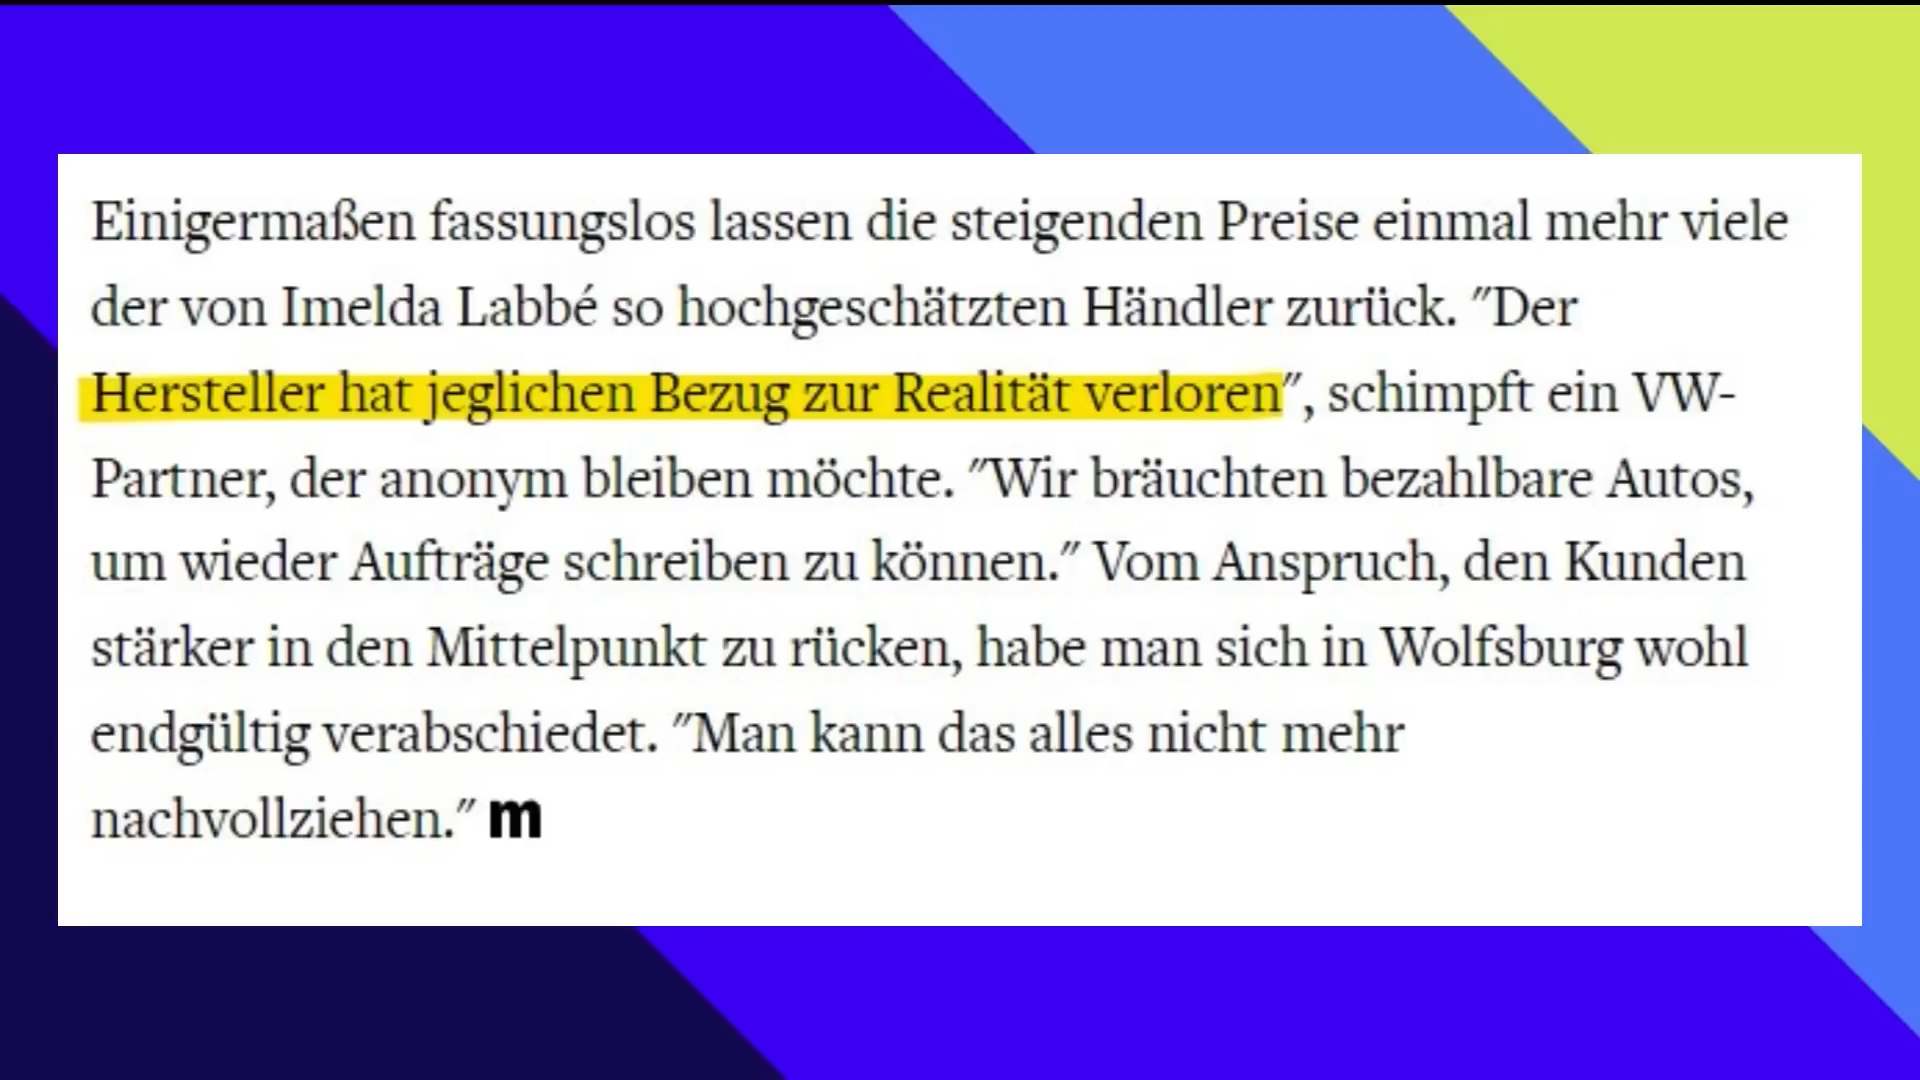 Einigermaßen fassungslos lassen die steigenden Preise einmal mehr viele
der von Imelda Labbé so hochgeschätzten Händler zurück. "Der
Hersteller hat jeglichen Bezug zur Realität verloren", schimpft ein VW-
Partner, der anonym bleiben möchte. "Wir bräuchten bezahlbare Autos,
um wieder Aufträge schreiben zu können." Vom Anspruch, den Kunden
stärker in den Mittelpunkt zu rücken, habe man sich in Wolfsburg wohl
endgültig verabschiedet. "Man kann das alles nicht mehr
nachvollziehen." m